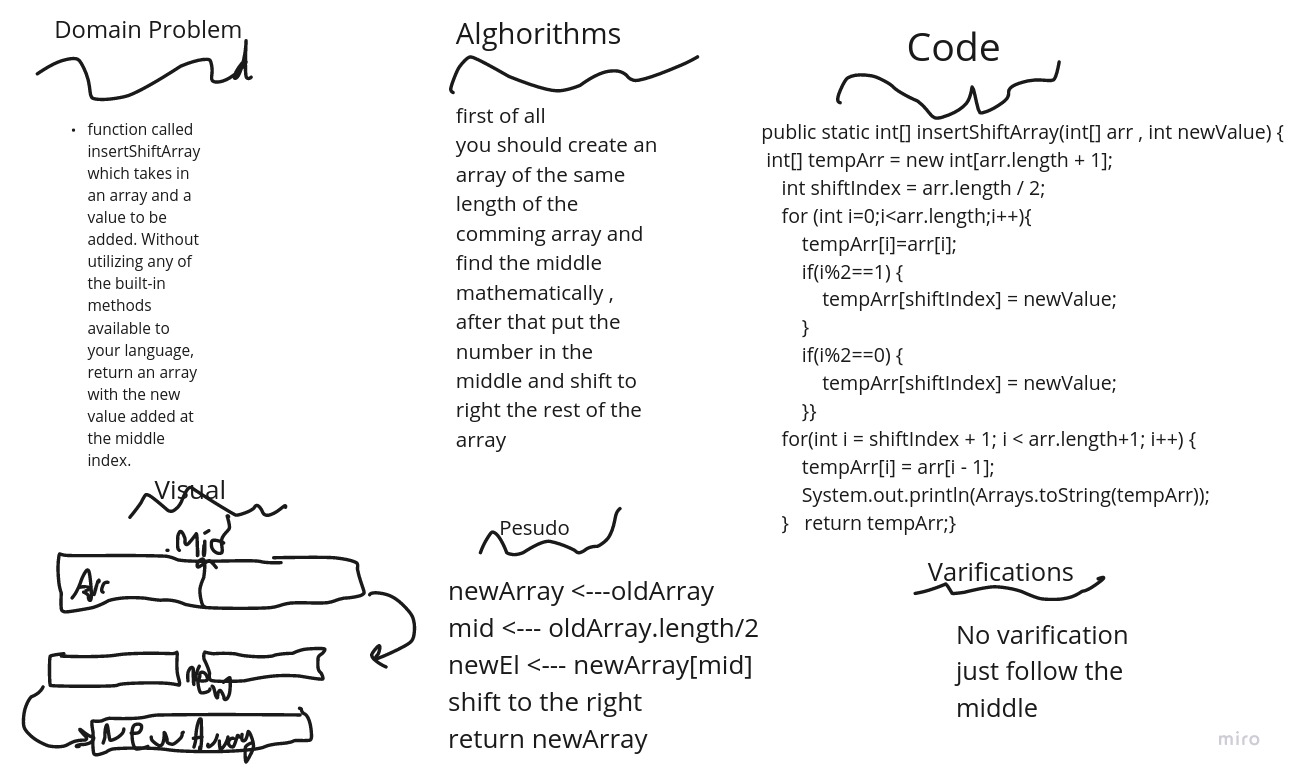 Domain Problem
• function called
insertShiftArray
which takes in
an array and a
value to be
added. Without
utilizing any of
the built-in
methods
available to
your language,
return an array
with the new
value added at
the middle
index.
Visual
.Mid
Arr
new
New Array
Alghorithms
first of all
you should create an
array of the same
length of the
comming array and
find the middle
mathematically ,
after that put the
number in the
middle and shift to
right the rest of the
array
Pesudo
newArray <---oldArray
mid <--- oldArray.length/2
newEl <--- newArray[mid]
shift to the right
return newArray
Code
public static int[] insertShiftArray(int[] arr , int newValue) {
int[] tempArr = new int[arr.length + 1];
int shiftIndex = arr.length / 2;
for (int i=0;i<arr.length;i++){
tempArr[i]=arr[i];
if(i%2==1) {
tempArr[shiftIndex] = newValue;
}
if(i%2==0) {
tempArr[shiftIndex] = newValue;
}}
for(int i = shiftIndex + 1; i < arr.length+1; i++) {
tempArr[i] = arr[i - 1];
System.out.println(Arrays.toString(tempArr));
} return tempArr;}
Varifications
No varification
just follow the
middle
miro